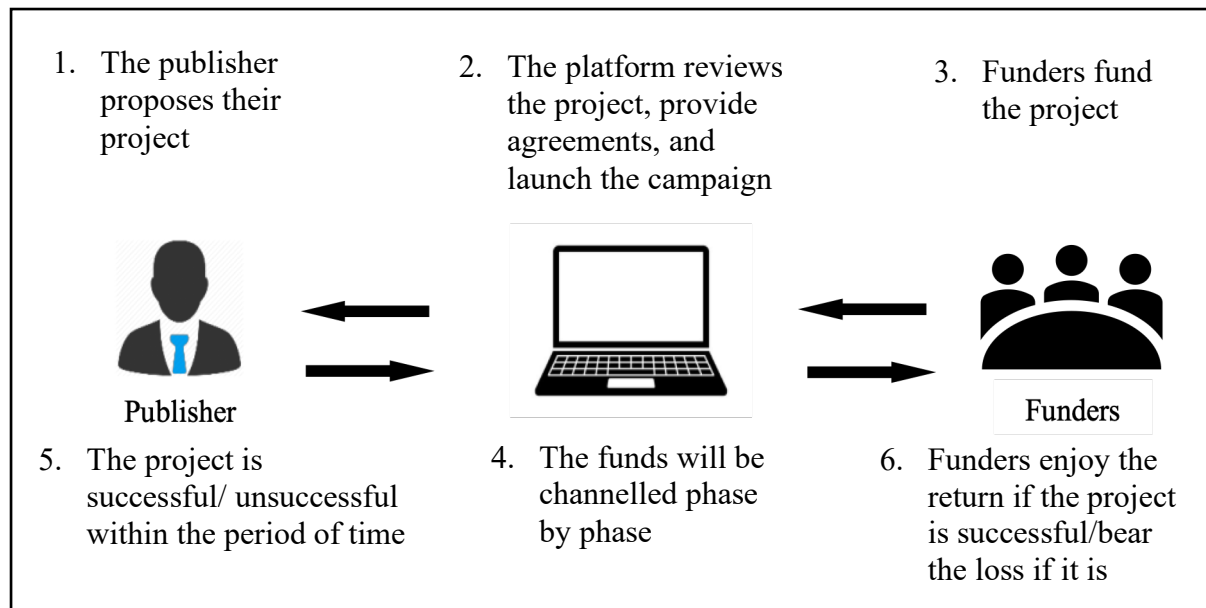 1. The publisher
proposes their
project
2. The platform reviews
the project, provide
agreements, and
launch the campaign
3. Funders fund
the project
Publisher
Funders
5. The project is
successful/ unsuccessful
within the period of time
4. The funds will be
channelled phase
by phase
6. Funders enjoy the
return if the project
is successful/bear
the loss if it is